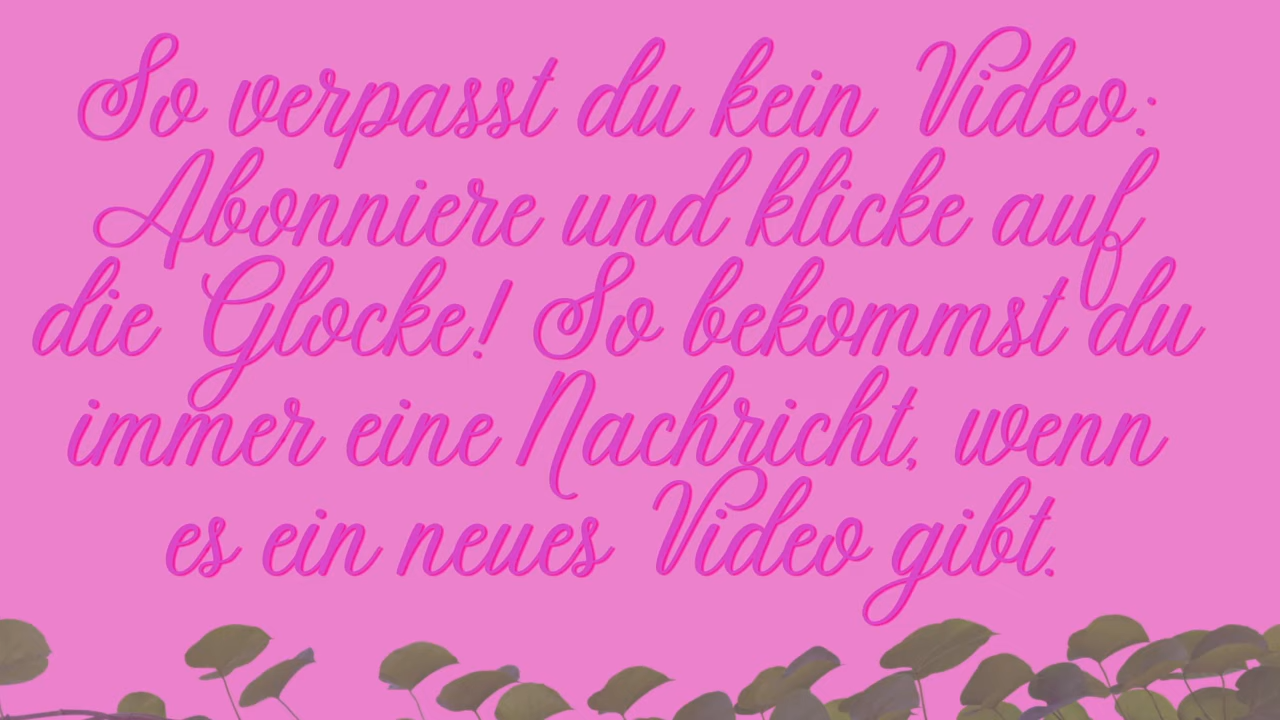 So verpasst du kein Video:
Abonniere und klicke auf
die Glocke! So bekommst du
immer eine Nachricht, wenn
es ein neues Video gibt.